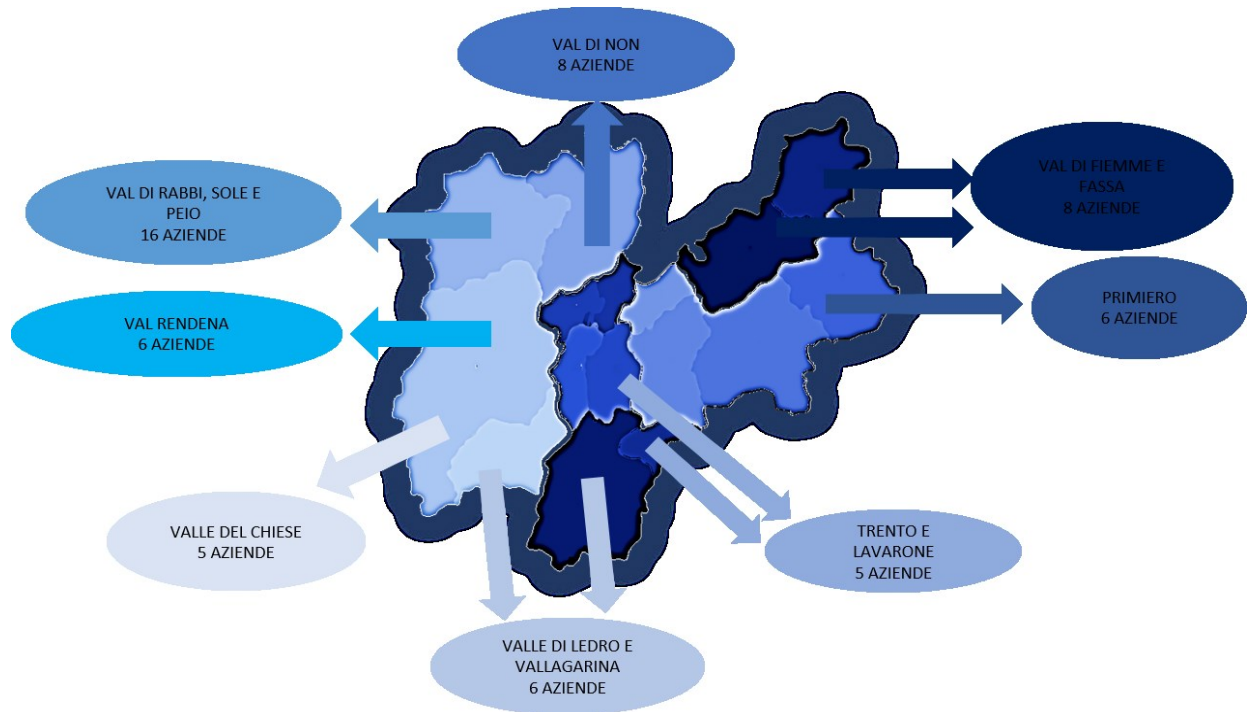 VAL DI NON
8 AZIENDE
VAL DI RABBI, SOLE E
PEIO
16 AZIENDE
VAL DI FIEMME E
FASSA
8 AZIENDE
VAL RENDENA
6 AZIENDE
PRIMIERO
6 AZIENDE
VALLE DEL CHIESE
5 AZIENDE
TRENTO E
LAVARONE
5 AZIENDE
VALLE DI LEDRO E
VALLAGARINA
6 AZIENDE